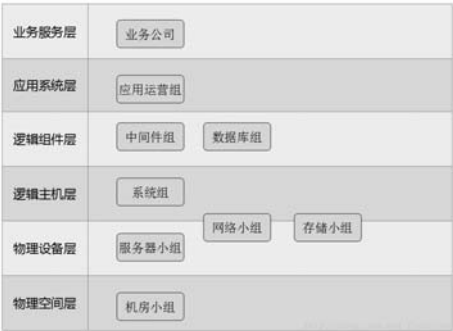 业务服务层 业务公司
应用系统层 应用运营组
逻辑组件层 中间件组 数据库组
逻辑主机层 系统组
网络小组 存储小组
物理设备层 服务器小组
物理空间层 机房小组